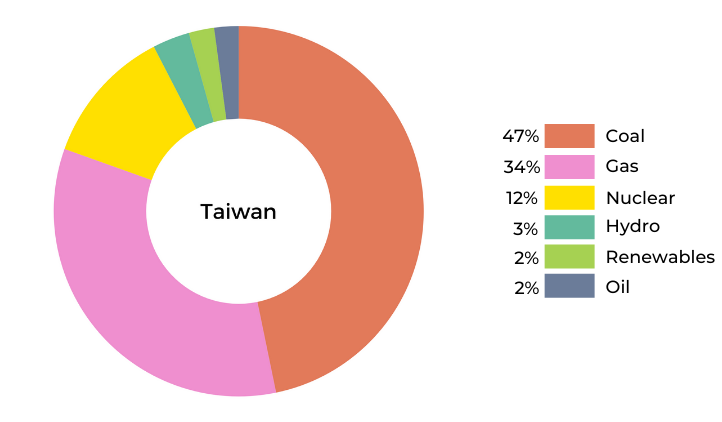 Taiwan
47% Coal
34% Gas
12% Nuclear
3% Hydro
2% Renewables
2% Oil